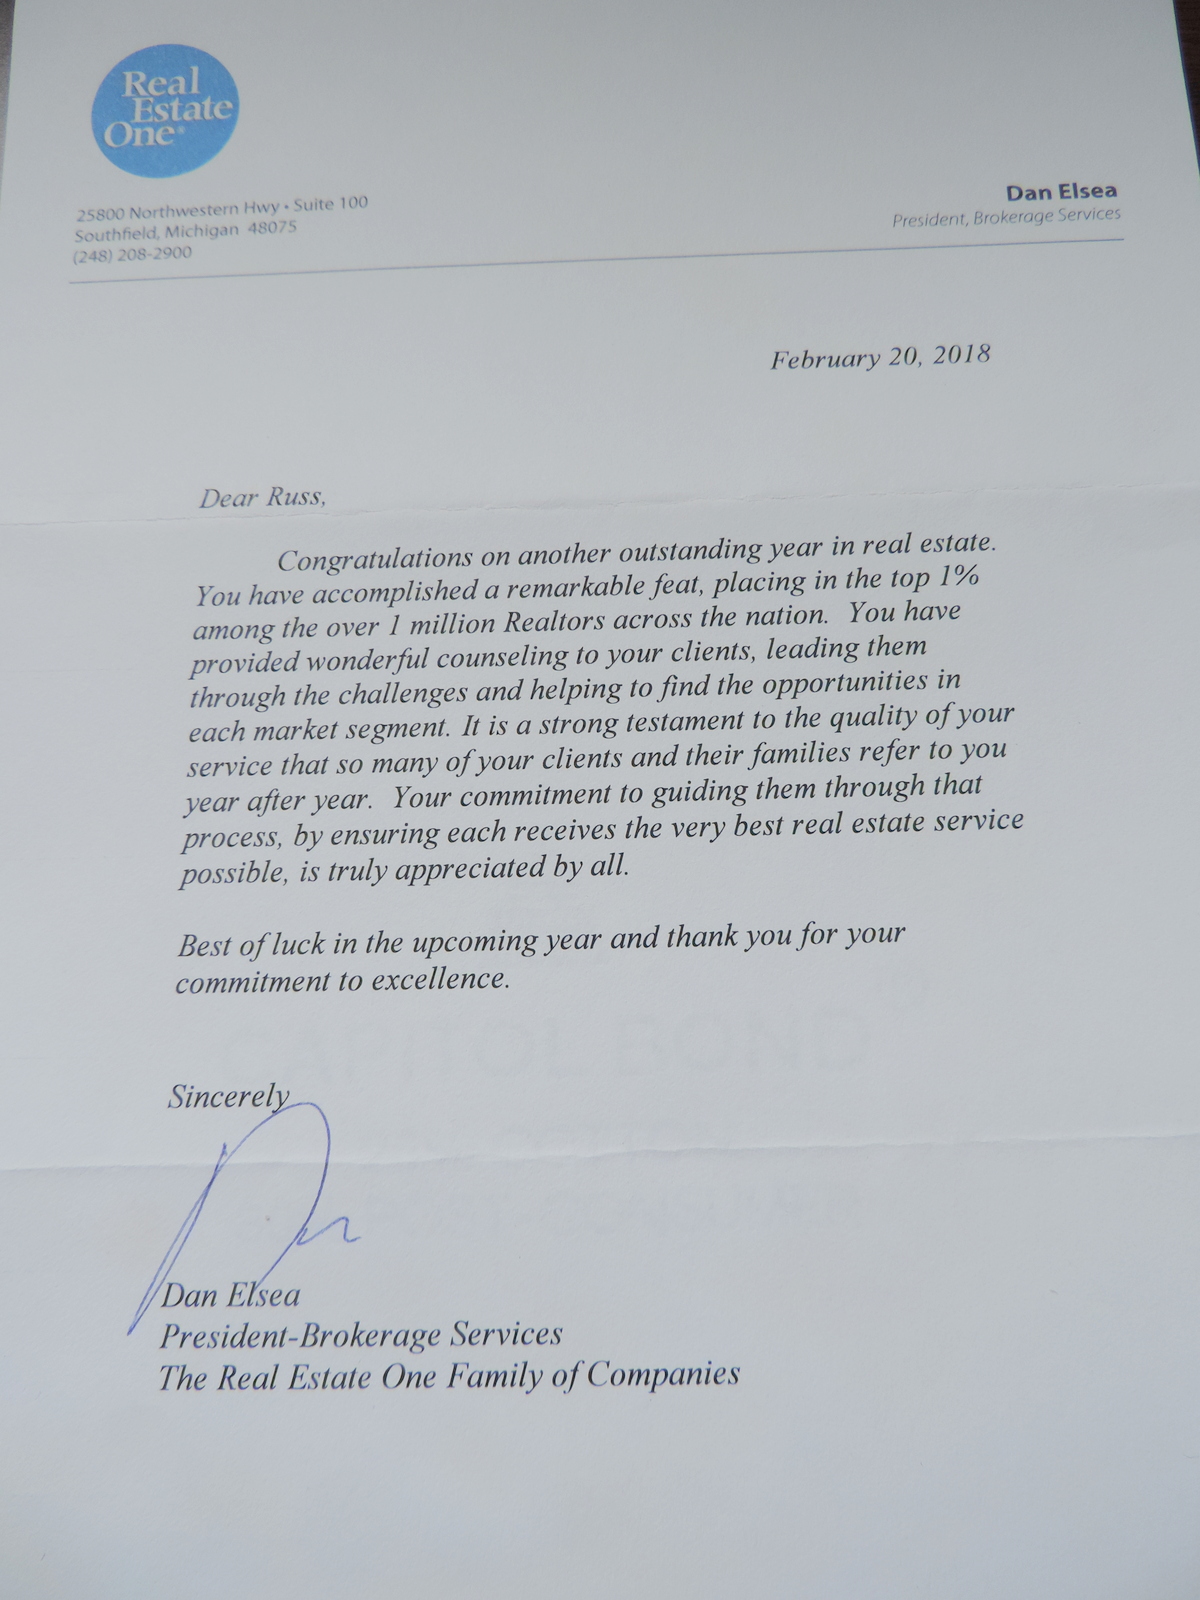 Real
Estate
One®
25800 Northwestern Hwy • Suite 100
Southfield, Michigan 48075
(248) 208-2900
Dan Elsea
President, Brokerage Services
February 20, 2018
Dear Russ,
Congratulations on another outstanding year in real estate.
You have accomplished a remarkable feat, placing in the top 1%
among the over 1 million Realtors across the nation. You have
provided wonderful counseling to your clients, leading them
through the challenges and helping to find the opportunities in
each market segment. It is a strong testament to the quality of your
service that so many of your clients and their families refer to you
year after year. Your commitment to guiding them through that
process, by ensuring each receives the very best real estate service
possible, is truly appreciated by all.
Best of luck in the upcoming year and thank you for your
commitment to excellence.
CAPITOL BOND
Sincerely
Dan Elsea
President-Brokerage Services
The Real Estate One Family of Companies